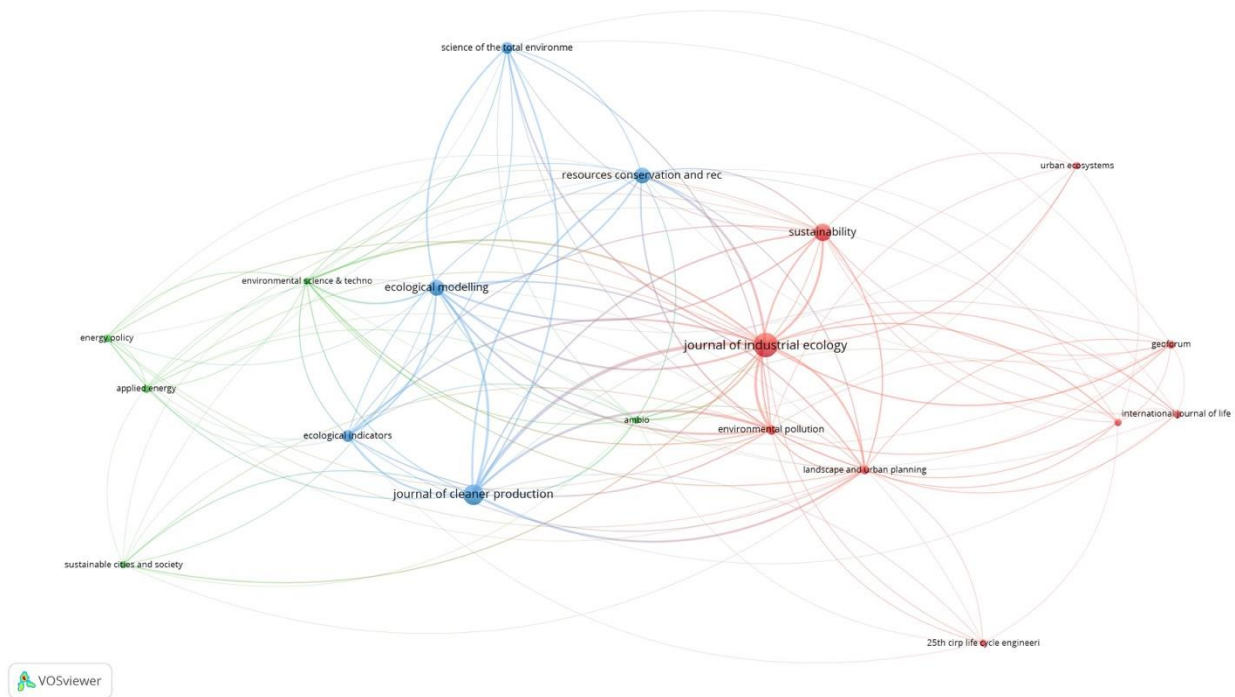 science of the total environme
urban ecosystems
resources conservation and rec
sustainability
environmental science & techno
ecological modelling
energy policy
journal of industrial ecology
geoforum
applied energy
international journal of life
ambio
environmental pollution
ecological indicators
landscape and urban planning
journal of cleaner production
sustainable cities and society
25th cirp life cycle engineeri
VOSviewer